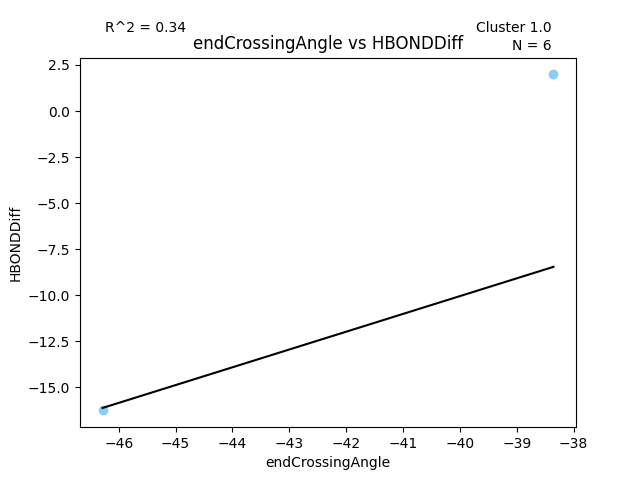 R^2 = 0.34
Cluster 1.0
endCrossingAngle vs HBONDDiff
N = 6
2.5
0.0
−2.5
−5.0
−7.5
−10.0
−12.5
−15.0
HBONDDiff
−46 −45 −44 −43 −42 −41 −40 −39 −38
endCrossingAngle